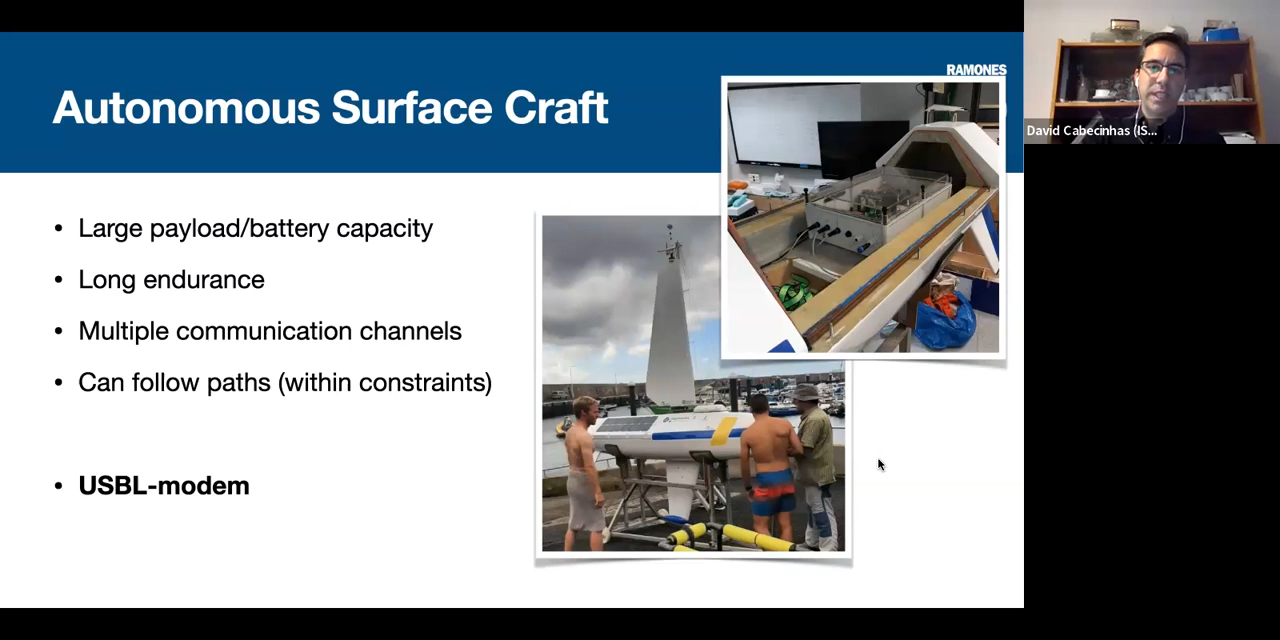 RAMONES
Autonomous Surface Craft
David Cabecinhas (IS...
• Large payload/battery capacity
• Long endurance
• Multiple communication channels
• Can follow paths (within constraints)
• USBL-modem